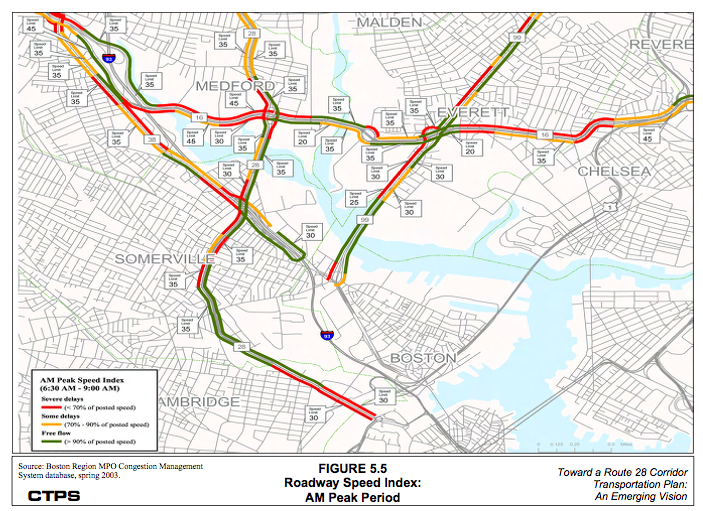 MALDEN
REVERE
MEDFORD
EVERETT
CHELSEA
SOMERVILLE
BOSTON
AMBRIDGE
Speed Limit 45
Speed Limit 35
Speed Limit 35
Speed Limit 35
Speed Limit 35
Speed Limit 35
Speed Limit 35
Speed Limit 35
Speed Limit 45
Speed Limit 35
Speed Limit 35
Speed Limit 35
Speed Limit 30
Speed Limit 35
Speed Limit 20
Speed Limit 35
Speed Limit 35
Speed Limit 20
Speed Limit 35
Speed Limit 45
Speed Limit 30
Speed Limit 35
Speed Limit 30
Speed Limit 30
Speed Limit 25
Speed Limit 30
Speed Limit 30
Speed Limit 35
Speed Limit 35
Speed Limit 35
Speed Limit 30
Speed Limit 30
93
28
99
16
38
16
28
99
1
93
28
AM Peak Speed Index
(6:30 AM - 9:00 AM)
Severe delays
(< 70% of posted speed)
Some delays
(70% - 90% of posted speed)
Free flow
(> 90% of posted speed)
Source: Boston Region MPO Congestion Management
System database, spring 2003.
CTPS
FIGURE 5.5
Roadway Speed Index:
AM Peak Period
Toward a Route 28 Corridor
Transportation Plan:
An Emerging Vision